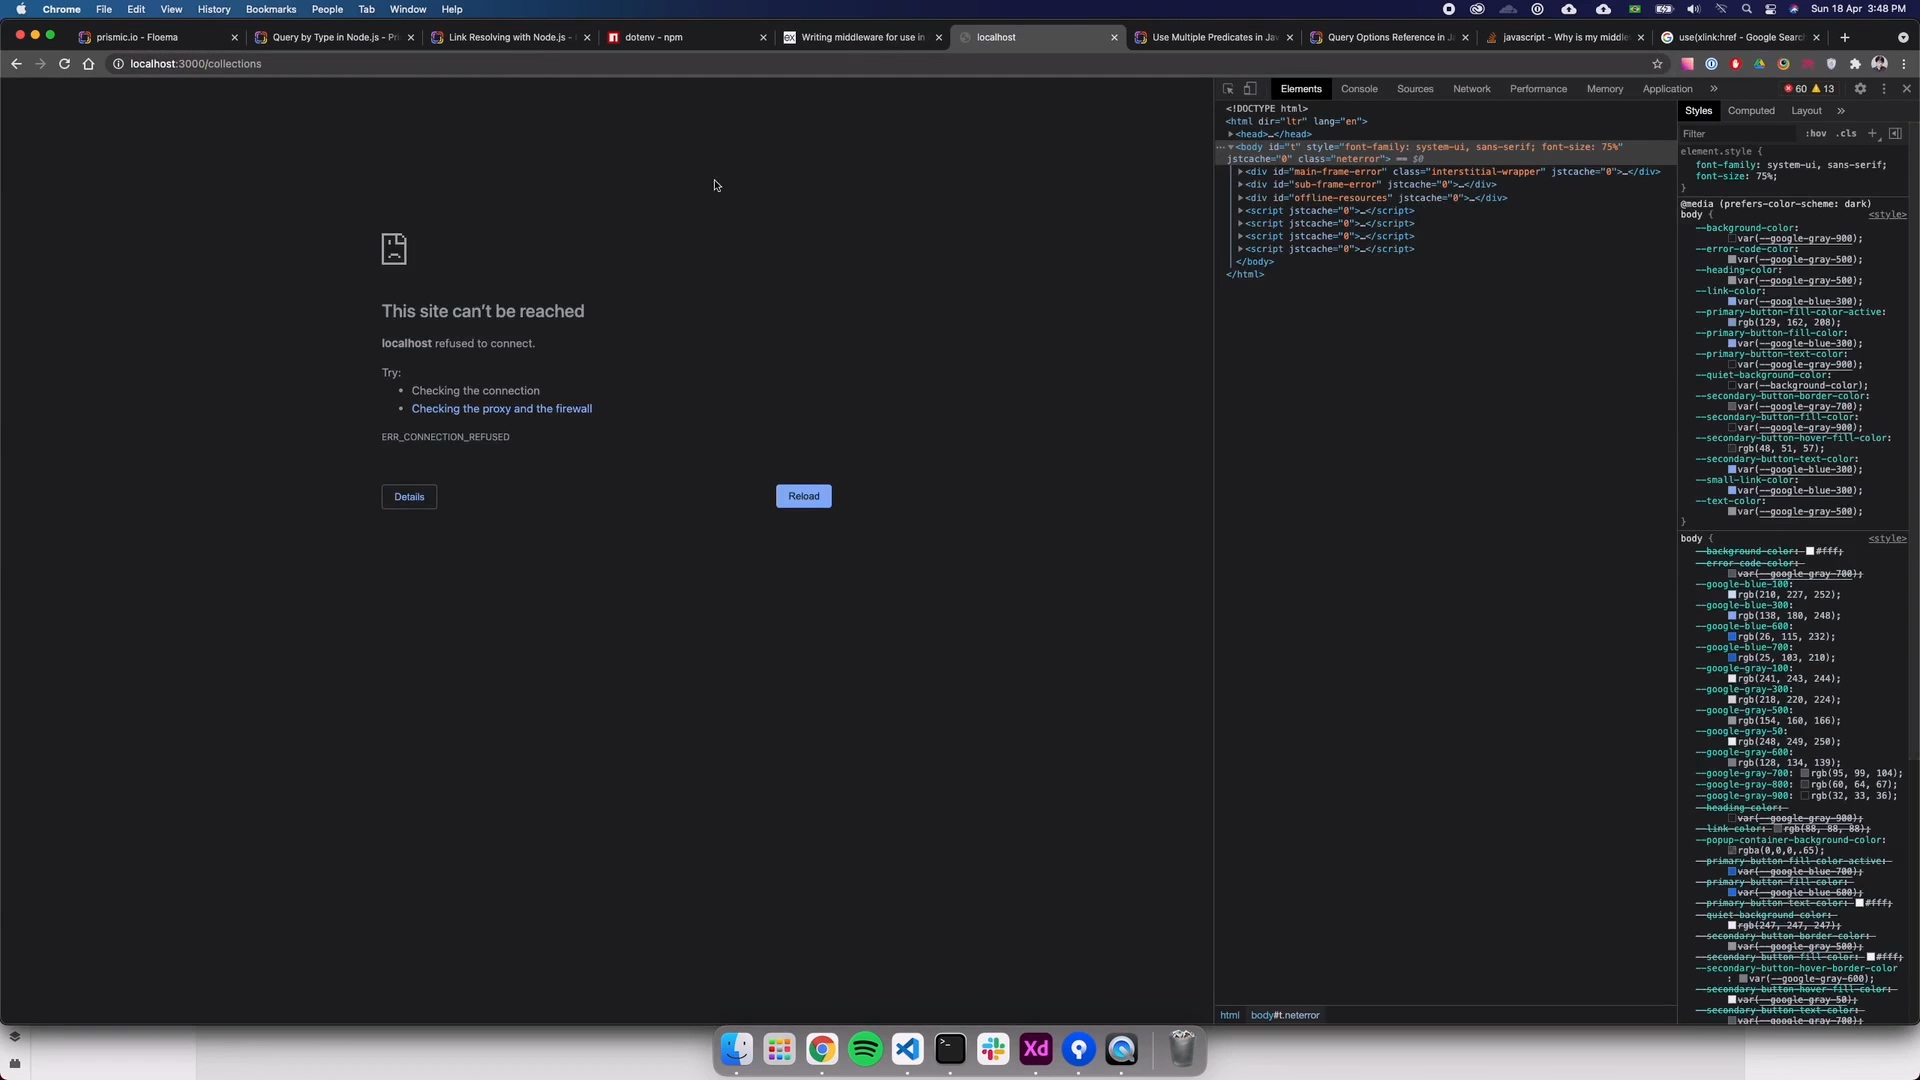 Chrome File Edit View History Bookmarks People Tab Window Help Sun 18 Apr 3:48 PM
prismic.io - Floema
Query by Type in Node.js - Pri
Link Resolving with Node.js -
dotenv - npm
Writing middleware for use in
localhost
Use Multiple Predicates in Jav
Query Options Reference in J
javascript - Why is my middle
use(xlink:href - Google Search
localhost:3000/collections
This site can't be reached
localhost refused to connect.
Try:
• Checking the connection
• Checking the proxy and the firewall
ERR_CONNECTION_REFUSED
Details
Reload
Elements Console Sources Network Performance Memory Application » 60 13
<!DOCTYPE html>
<html dir="ltr" lang="en">
<head>…</head>
<body id="t" style="font-family: system-ui, sans-serif; font-size: 75%"
jstcache="0" class="neterror"> == $0
<div id="main-frame-error" class="interstitial-wrapper" jstcache="0">…</div>
<div id="sub-frame-error" jstcache="0">…</div>
<div id="offline-resources" jstcache="0">…</div>
<script jstcache="0">…</script>
<script jstcache="0">…</script>
<script jstcache="0">…</script>
<script jstcache="0">…</script>
</body>
</html>
html body#t.neterror
Styles Computed Layout »
Filter :hov .cls +
element.style {
font-family: system-ui, sans-serif;
font-size: 75%;
}
@media (prefers-color-scheme: dark)
body { <style>
--background-color:
var(--google-gray-900);
--error-code-color:
var(--google-gray-500);
--heading-color:
var(--google-gray-500);
--link-color:
var(--google-blue-300);
--primary-button-fill-color-active:
rgb(129, 162, 208);
--primary-button-fill-color:
var(--google-blue-300);
--primary-button-text-color:
var(--google-gray-900);
--quiet-background-color:
var(--background-color);
--secondary-button-border-color:
var(--google-gray-700);
--secondary-button-fill-color:
var(--google-gray-900);
--secondary-button-hover-fill-color:
rgb(48, 51, 57);
--secondary-button-text-color:
var(--google-blue-300);
--small-link-color:
var(--google-blue-300);
--text-color:
var(--google-gray-500);
}
body { <style>
--background-color: #fff;
--error-code-color:
var(--google-gray-700);
--google-blue-100:
rgb(210, 227, 252);
--google-blue-300:
rgb(138, 180, 248);
--google-blue-600:
rgb(26, 115, 232);
--google-blue-700:
rgb(25, 103, 210);
--google-gray-100:
rgb(241, 243, 244);
--google-gray-300:
rgb(218, 220, 224);
--google-gray-500:
rgb(154, 160, 166);
--google-gray-50:
rgb(248, 249, 250);
--google-gray-600:
rgb(128, 134, 139);
--google-gray-700: rgb(95, 99, 104);
--google-gray-800: rgb(60, 64, 67);
--google-gray-900: rgb(32, 33, 36);
--heading-color:
var(--google-gray-900);
--link-color: rgb(88, 88, 88);
--popup-container-background-color:
rgba(0,0,0,.65);
--primary-button-fill-color-active:
var(--google-blue-700);
--primary-button-fill-color:
var(--google-blue-600);
--primary-button-text-color: #fff;
--quiet-background-color:
rgb(247, 247, 247);
--secondary-button-border-color:
var(--google-gray-500);
--secondary-button-fill-color: #fff;
--secondary-button-hover-border-color
: var(--google-gray-600);
--secondary-button-hover-fill-color:
var(--google-gray-50);
--secondary-button-text-color:
var(--google-gray-700);
Xd